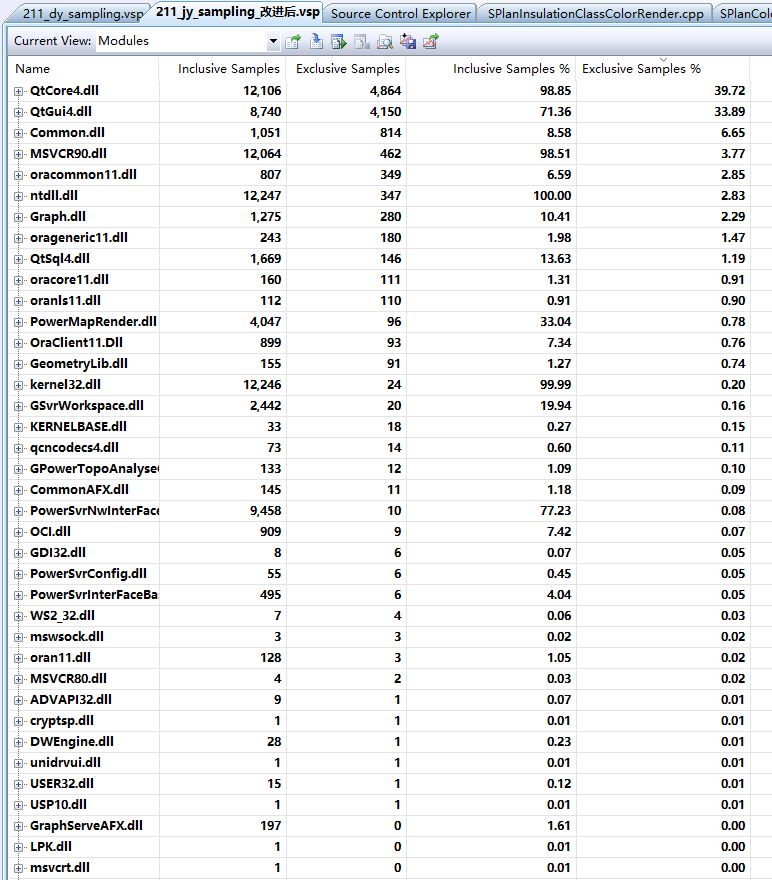 211_dy_sampling.vsp 211_jy_sampling_改进后.vsp Source Control Explorer SPlanInsulationClassColorRender.cpp SPlanCol
Current View: Modules
Name Inclusive Samples Exclusive Samples Inclusive Samples % Exclusive Samples %
QtCore4.dll 12,106 4,864 98.85 39.72
QtGui4.dll 8,740 4,150 71.36 33.89
Common.dll 1,051 814 8.58 6.65
MSVCR90.dll 12,064 462 98.51 3.77
oracommon11.dll 807 349 6.59 2.85
ntdll.dll 12,247 347 100.00 2.83
Graph.dll 1,275 280 10.41 2.29
orageneric11.dll 243 180 1.98 1.47
QtSql4.dll 1,669 146 13.63 1.19
oracore11.dll 160 111 1.31 0.91
oranls11.dll 112 110 0.91 0.90
PowerMapRender.dll 4,047 96 33.04 0.78
OraClient11.Dll 899 93 7.34 0.76
GeometryLib.dll 155 91 1.27 0.74
kernel32.dll 12,246 24 99.99 0.20
GSvrWorkspace.dll 2,442 20 19.94 0.16
KERNELBASE.dll 33 18 0.27 0.15
qcncodecs4.dll 73 14 0.60 0.11
GPowerTopoAnalyse 133 12 1.09 0.10
CommonAFX.dll 145 11 1.18 0.09
PowerSvrNwInterFace 9,458 10 77.23 0.08
OCI.dll 909 9 7.42 0.07
GDI32.dll 8 6 0.07 0.05
PowerSvrConfig.dll 55 6 0.45 0.05
PowerSvrInterFaceBa 495 6 4.04 0.05
WS2_32.dll 7 4 0.06 0.03
mswsock.dll 3 3 0.02 0.02
oran11.dll 128 3 1.05 0.02
MSVCR80.dll 4 2 0.03 0.02
ADVAPI32.dll 9 1 0.07 0.01
cryptsp.dll 1 1 0.01 0.01
DWEngine.dll 28 1 0.23 0.01
unidrvui.dll 1 1 0.01 0.01
USER32.dll 15 1 0.12 0.01
USP10.dll 1 1 0.01 0.01
GraphServeAFX.dll 197 0 1.61 0.00
LPK.dll 1 0 0.01 0.00
msvcrt.dll 1 0 0.01 0.00